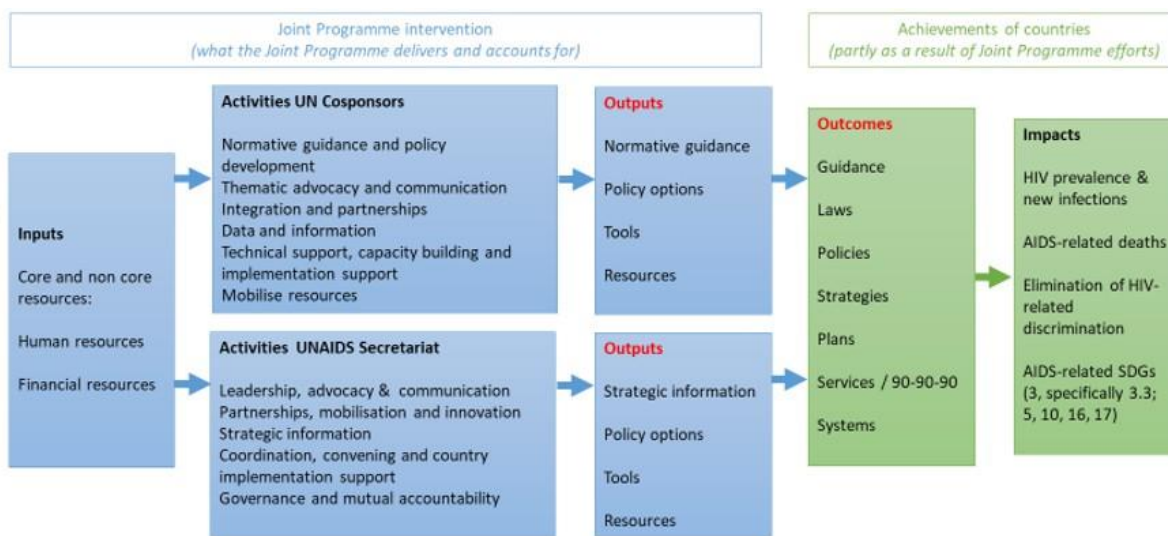 Joint Programme intervention
(what the Joint Programme delivers and accounts for)
Achievements of countries
(partly as a result of Joint Programme efforts)
Inputs
Core and non core
resources:
Human resources
Financial resources
Activities UN Cosponsors
Normative guidance and policy
development
Thematic advocacy and communication
Integration and partnerships
Data and information
Technical support, capacity building and
implementation support
Mobilise resources
Outputs
Normative guidance
Policy options
Tools
Resources
Activities UNAIDS Secretariat
Leadership, advocacy & communication
Partnerships, mobilisation and innovation
Strategic information
Coordination, convening and country
implementation support
Governance and mutual accountability
Outputs
Strategic information
Policy options
Tools
Resources
Outcomes
Guidance
Laws
Policies
Strategies
Plans
Services / 90-90-90
Systems
Impacts
HIV prevalence &
new infections
AIDS-related deaths
Elimination of HIV-
related
discrimination
AIDS-related SDGs
(3, specifically 3.3;
5, 10, 16, 17)